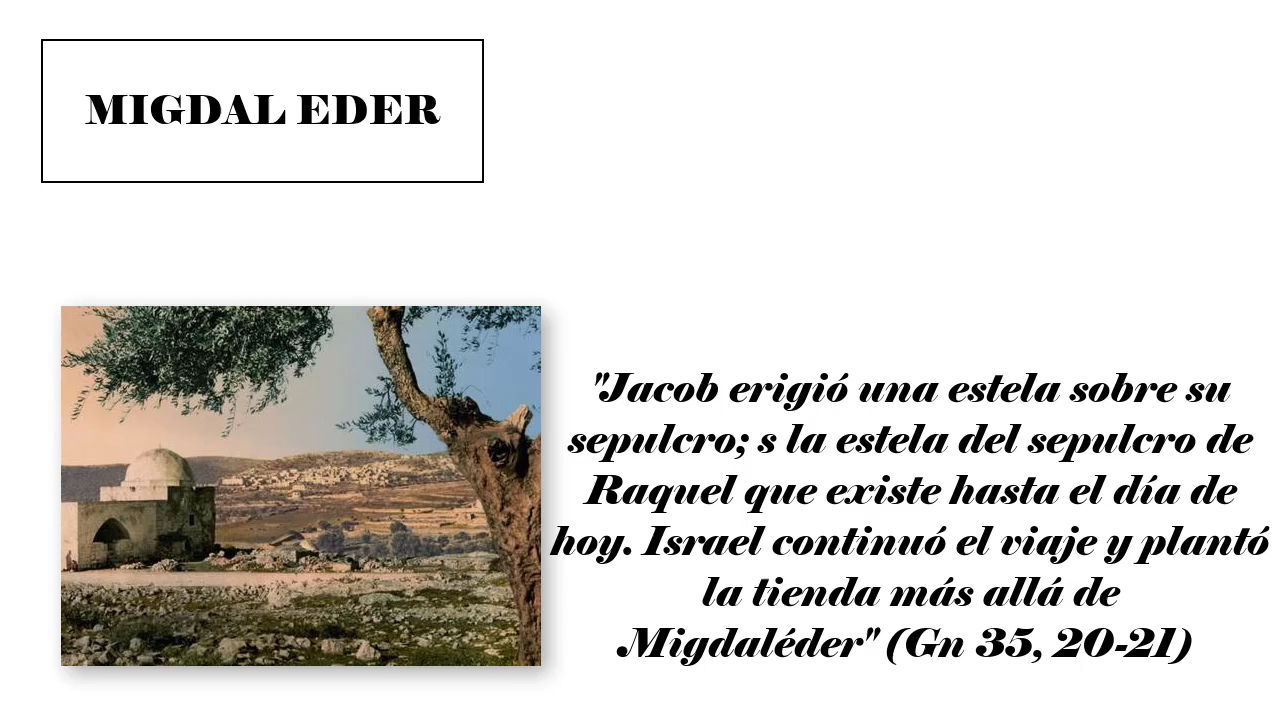 MIGDAL EDER
"Jacob erigió una estela sobre su
sepulcro; s la estela del sepulcro de
Raquel que existe hasta el día de
hoy. Israel continuó el viaje y plantó
la tienda más allá de
Migdaléder" (Gn 35, 20-21)